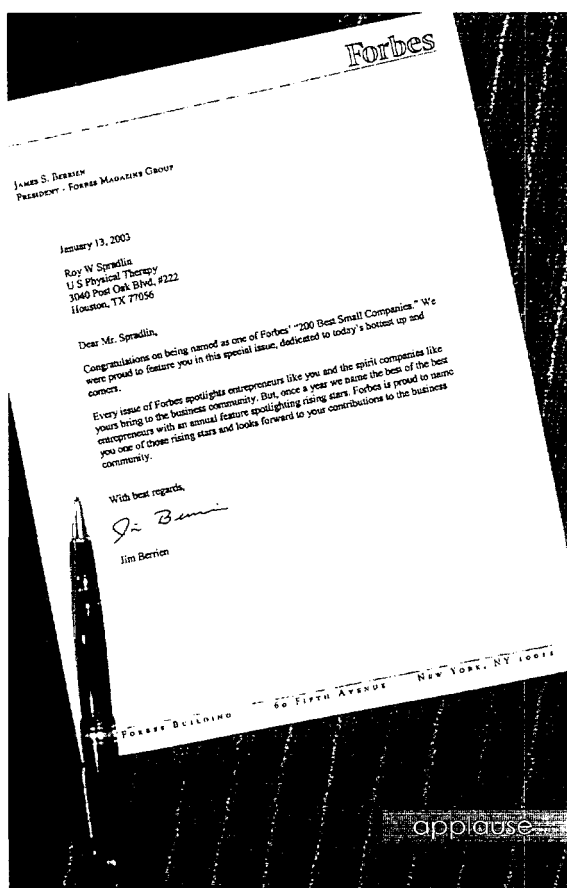 Forbes
JAMES S. BERRIEN
PRESIDENT - FORBES MAGAZINE GROUP
January 13, 2003
Roy W Spradlin
U S Physical Therapy
3040 Post Oak Blvd, #222
Houston, TX 77056
Dear Mr. Spradlin,
Congratulations on being named as one of Forbes' "200 Best Small Companies." We
were proud to feature you in this special issue, dedicated to today's hottest up and
comers.
Every issue of Forbes spotlights entrepreneurs like you and the spirit companies like
yours bring to the business community. But, once a year we name the best of the best
entrepreneurs with an annual feature spotlighting rising stars. Forbes is proud to name
you one of those rising stars and looks forward to your contributions to the business
community.
With best regards,
Jim Berrien
Jim Berrien
FORBES BUILDING 60 FIFTH AVENUE NEW YORK, NY 10011
applause